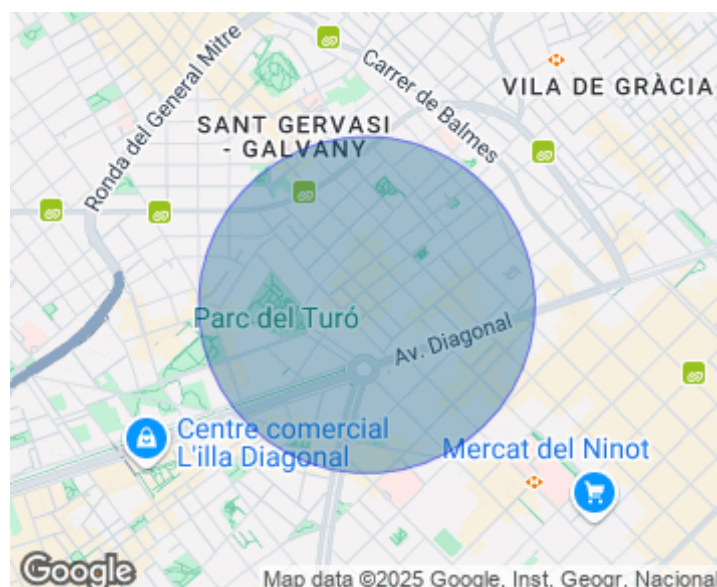 Ronda del General Mitre
Carrer de Balmes
VILA DE GRÀCIA
SANT GERVASI
- GALVANY
Parc del Turó
Av. Diagonal
Centre comercial
L'illa Diagonal
Mercat del Ninot
Google
Map data ©2025 Google, Inst. Geogr. Nacional